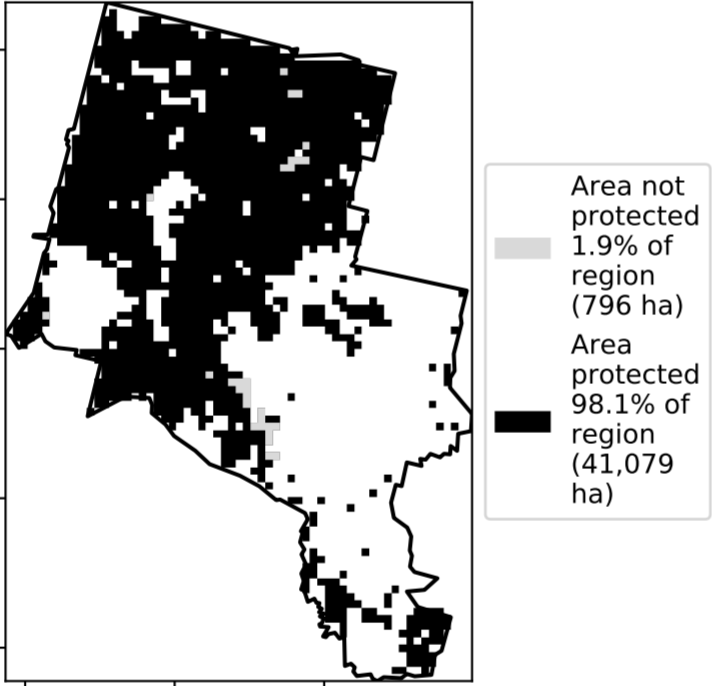 Area not
protected
1.9% of
region
(796 ha)
Area
protected
98.1% of
region
(41,079
ha)